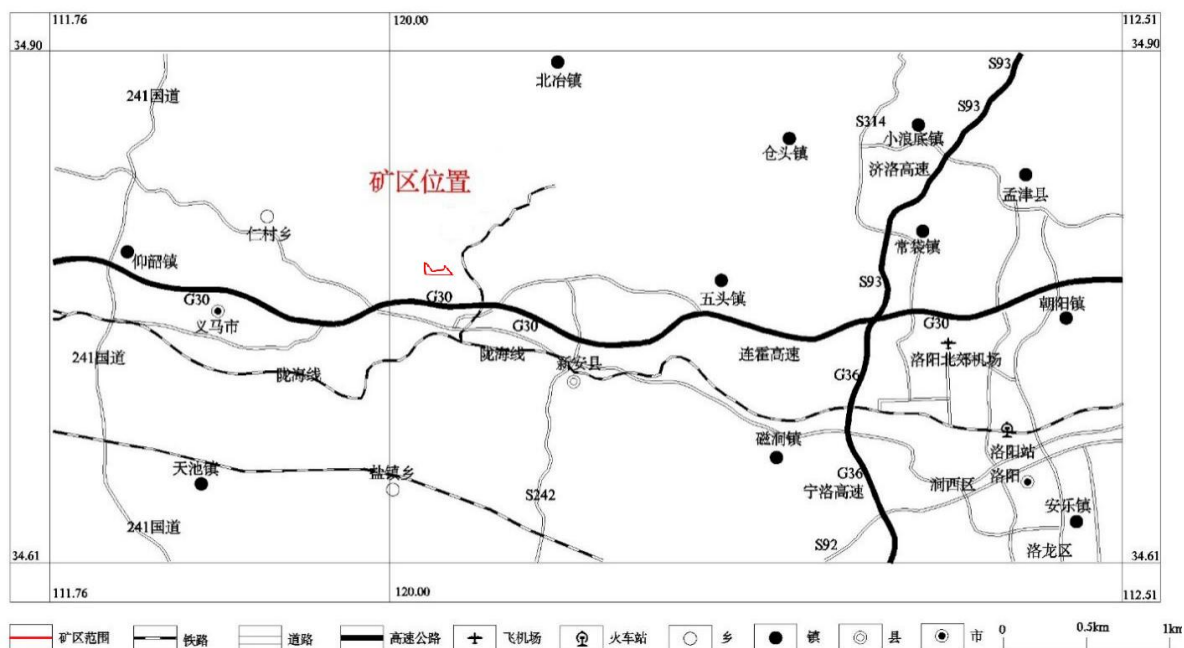 111.76
120.00
112.51
34.90
34.90
S93
北冶镇
241国道
S93
S314
小浪底镇
仓头镇
济洛高速
矿区位置
孟津县
仁村乡
常袋镇
仰韶镇
S93
G30
G30
五头镇
朝阳镇
G30
G30
义马市
241国道
陇海线
新安县
连霍高速
洛阳北郊机场
陇海线
G36
磁涧镇
洛阳站
天池镇
盐镇乡
G36
涧西区
洛阳
宁洛高速
S242
安乐镇
241国道
S92
洛龙区
34.61
34.61
111.76
120.00
112.51
矿区范围
铁路
道路
高速公路
飞机场
火车站
乡
镇
县
市
0
0.5km
1km